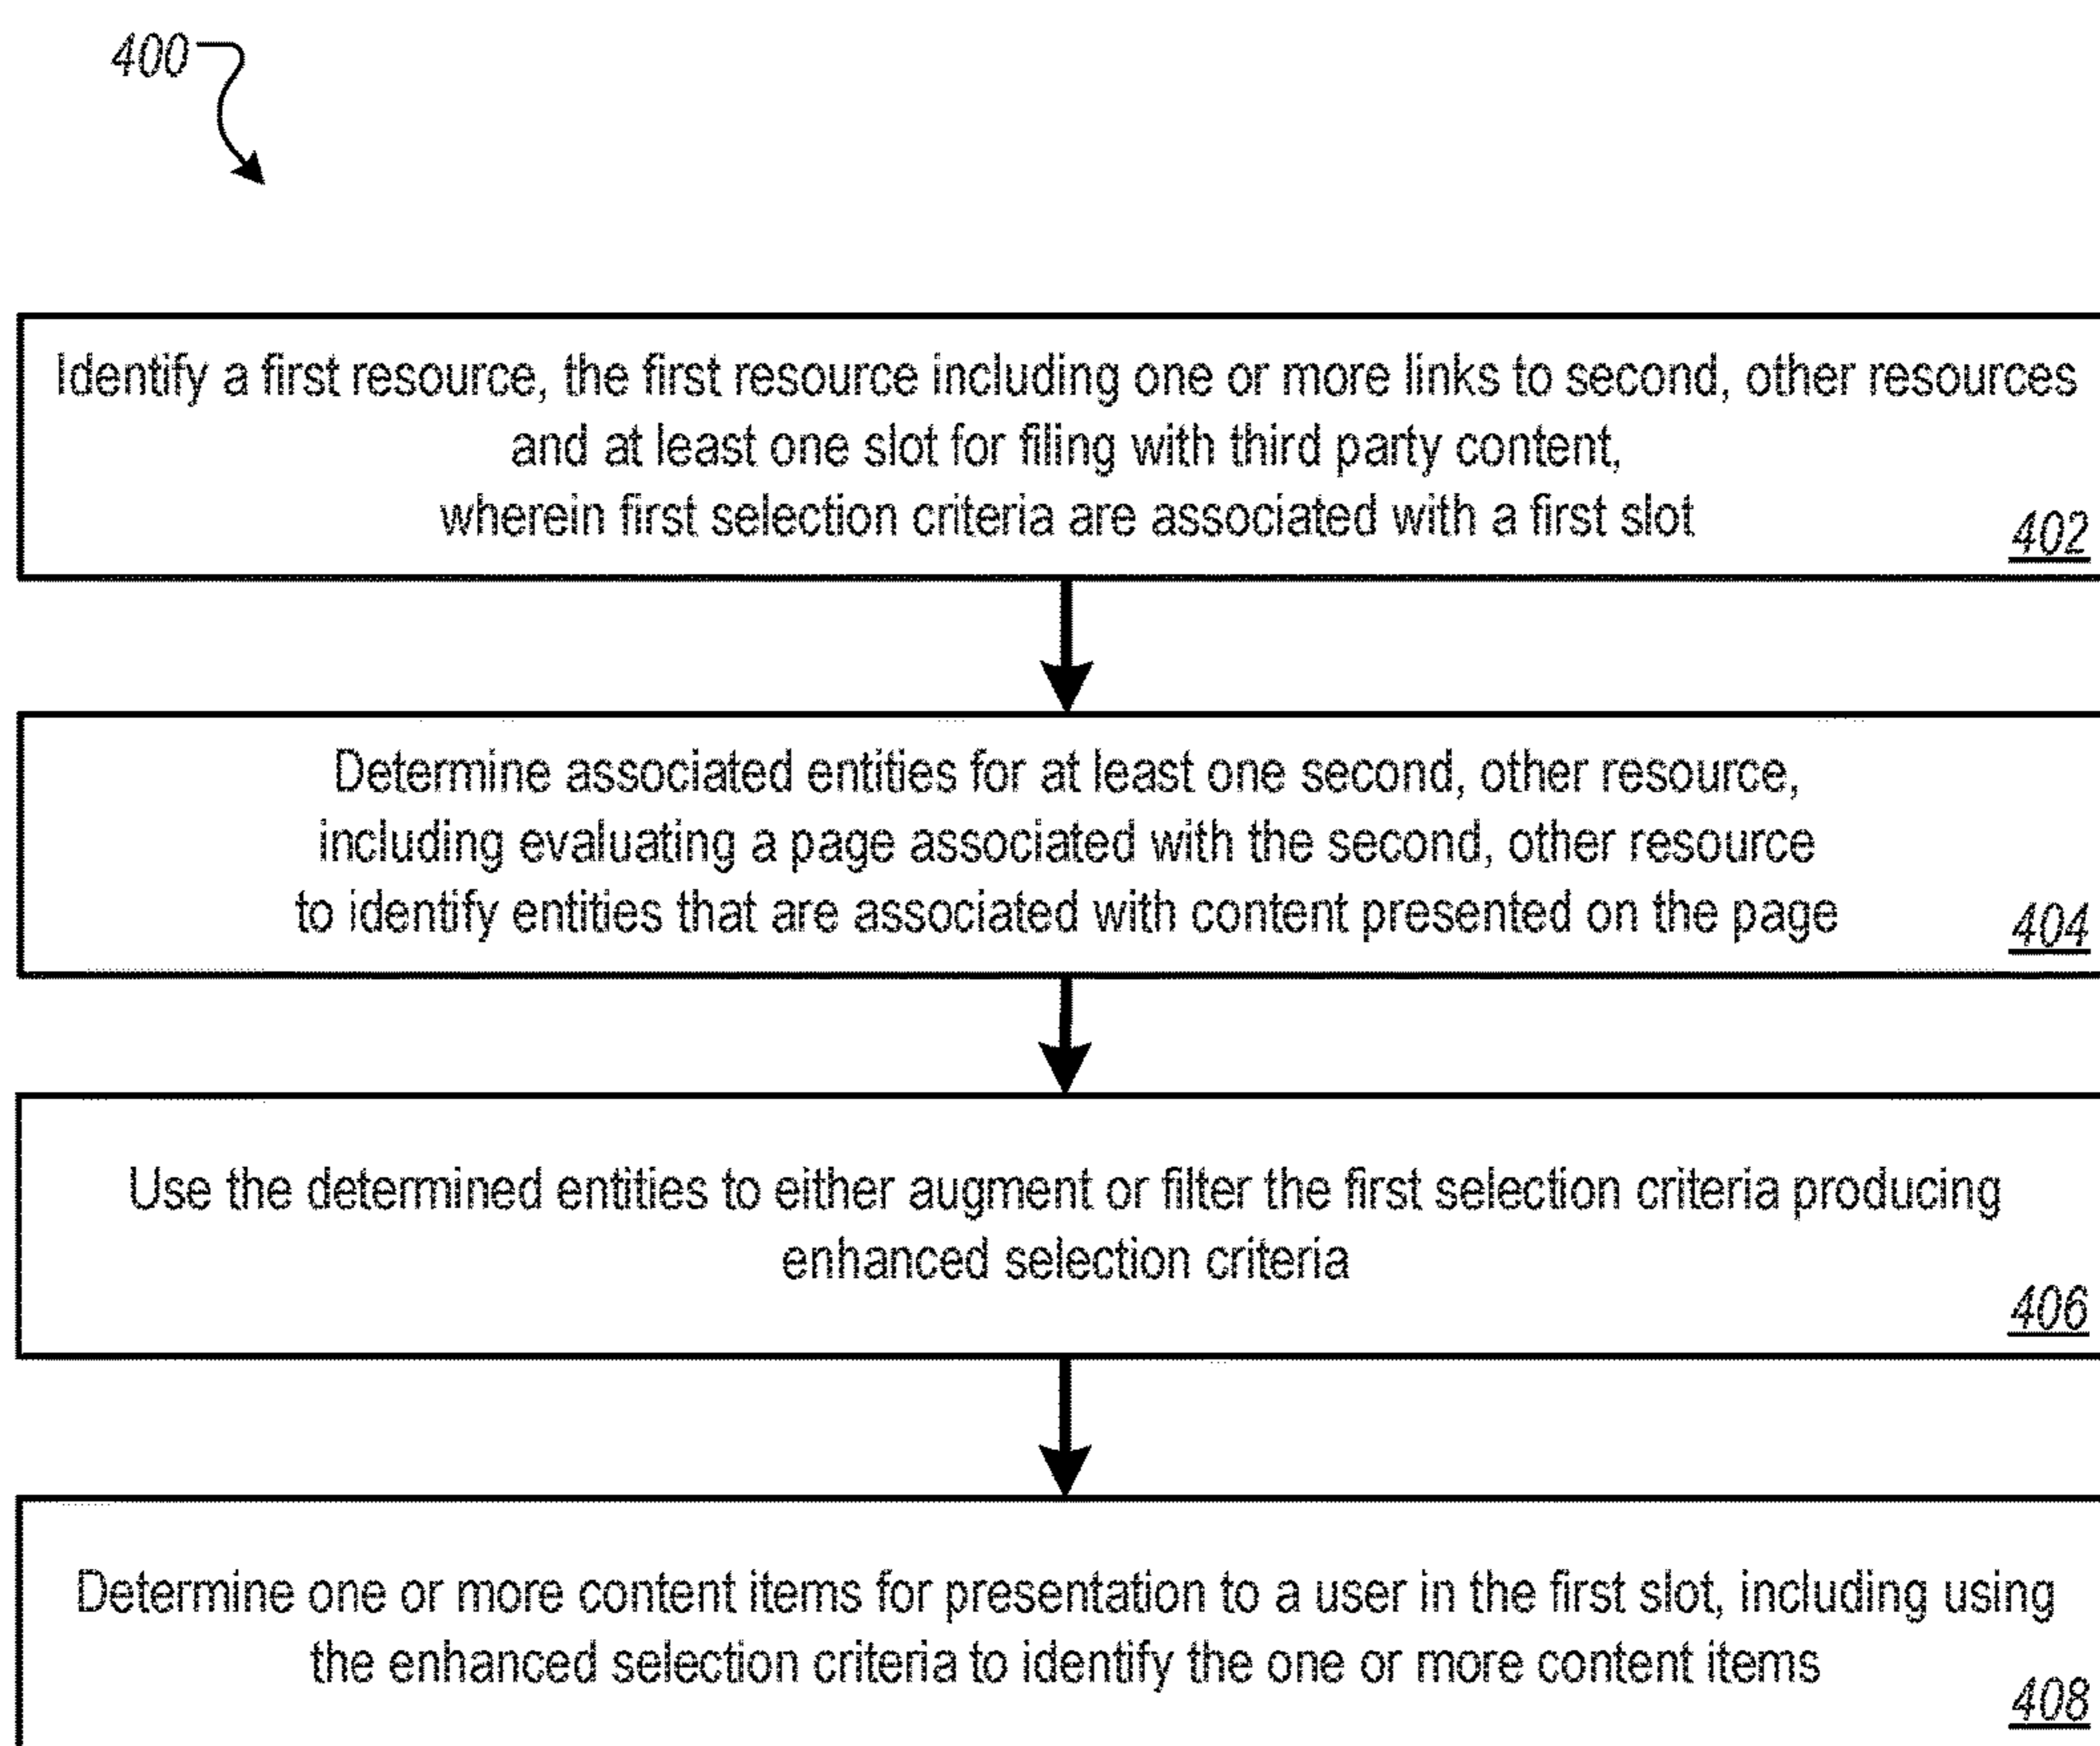 400
Identify a first resource, the first resource including one or more links to second, other resources
and at least one slot for filling with third party content,
wherein first selection criteria are associated with a first slot
402
Determine associated entities for at least one second, other resource,
including evaluating a page associated with the second, other resource
to identify entities that are associated with content presented on the page
404
Use the determined entities to either augment or filter the first selection criteria producing
enhanced selection criteria
406
Determine one or more content items for presentation to a user in the first slot, including using
the enhanced selection criteria to identify the one or more content items
408